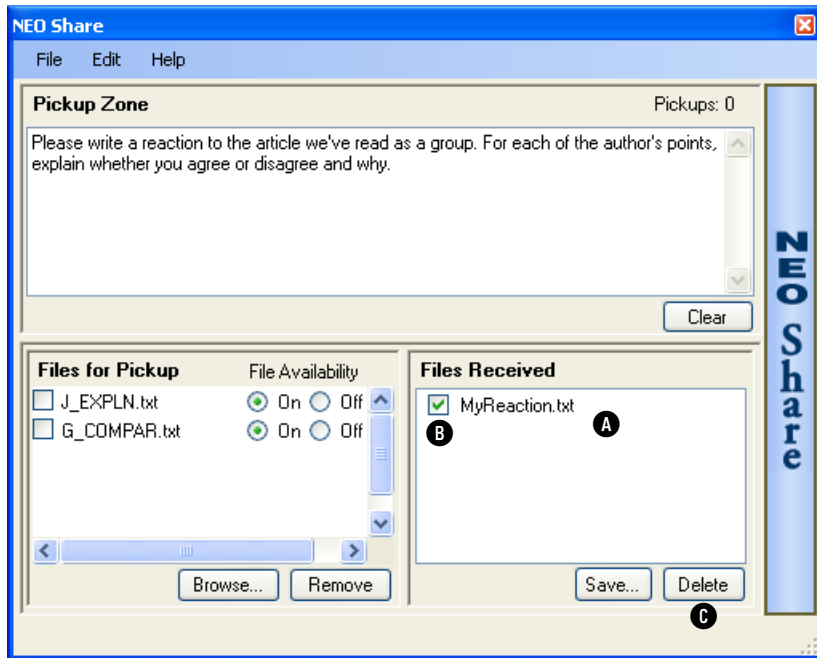 NEO Share
File Edit Help
Pickup Zone Pickups: 0
Please write a reaction to the article we've read as a group. For each of the author's points,
explain whether you agree or disagree and why.
Clear
Files for Pickup File Availability
J_EXPLN.txt On Off
G_COMPAR.txt On Off
Browse... Remove
Files Received
MyReaction.txt A
B
Save... Delete
C
NEO Share